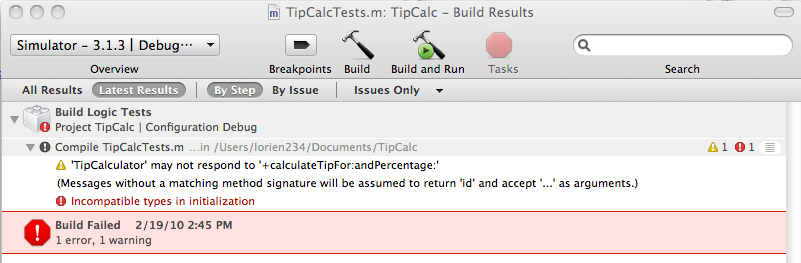 TipCalcTests.m: TipCalc – Build Results
Simulator – 3.1.3 | Debug...
Overview
Breakpoints
Build
Build and Run
Tasks
Search
All Results
Latest Results
By Step
By Issue
Issues Only
Build Logic Tests
Project TipCalc | Configuration Debug
Compile TipCalcTests.m ...in /Users/lorien234/Documents/TipCalc
1
1
'TipCalculator' may not respond to '+calculateTipFor:andPercentage:'
(Messages without a matching method signature will be assumed to return 'id' and accept '...' as arguments.)
Incompatible types in initialization
Build Failed 2/19/10 2:45 PM
1 error, 1 warning